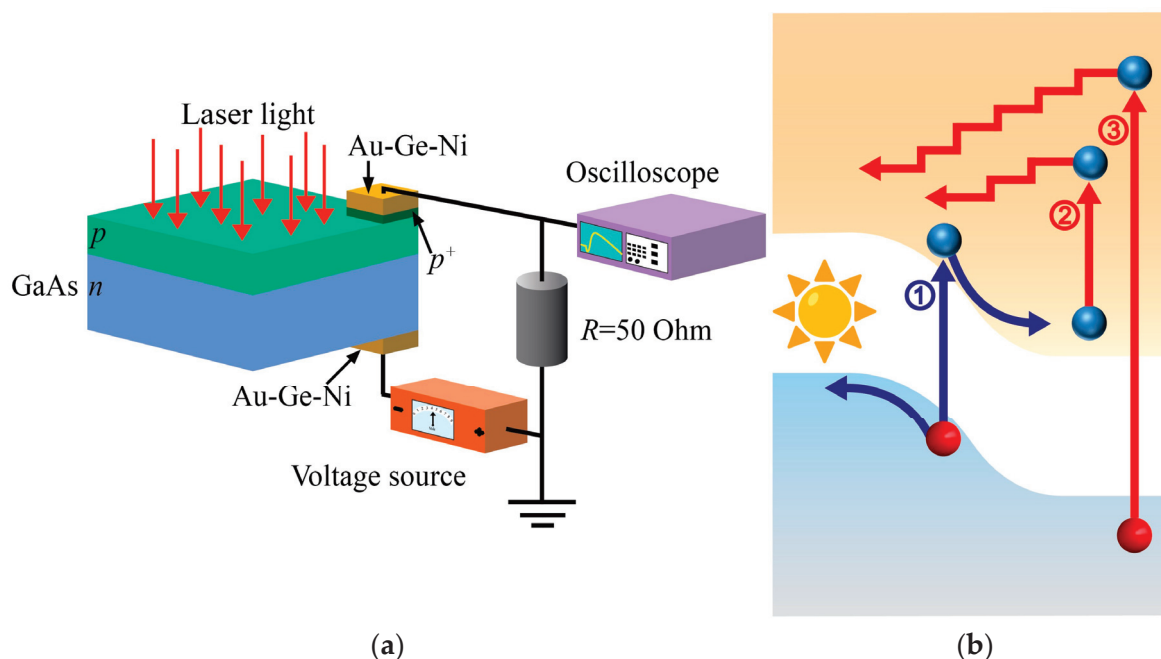 Laser light
Au-Ge-Ni
Oscilloscope
p
p+
GaAs n
R=50 Ohm
Au-Ge-Ni
- +
Voltage source
①
②
③
(a)
(b)